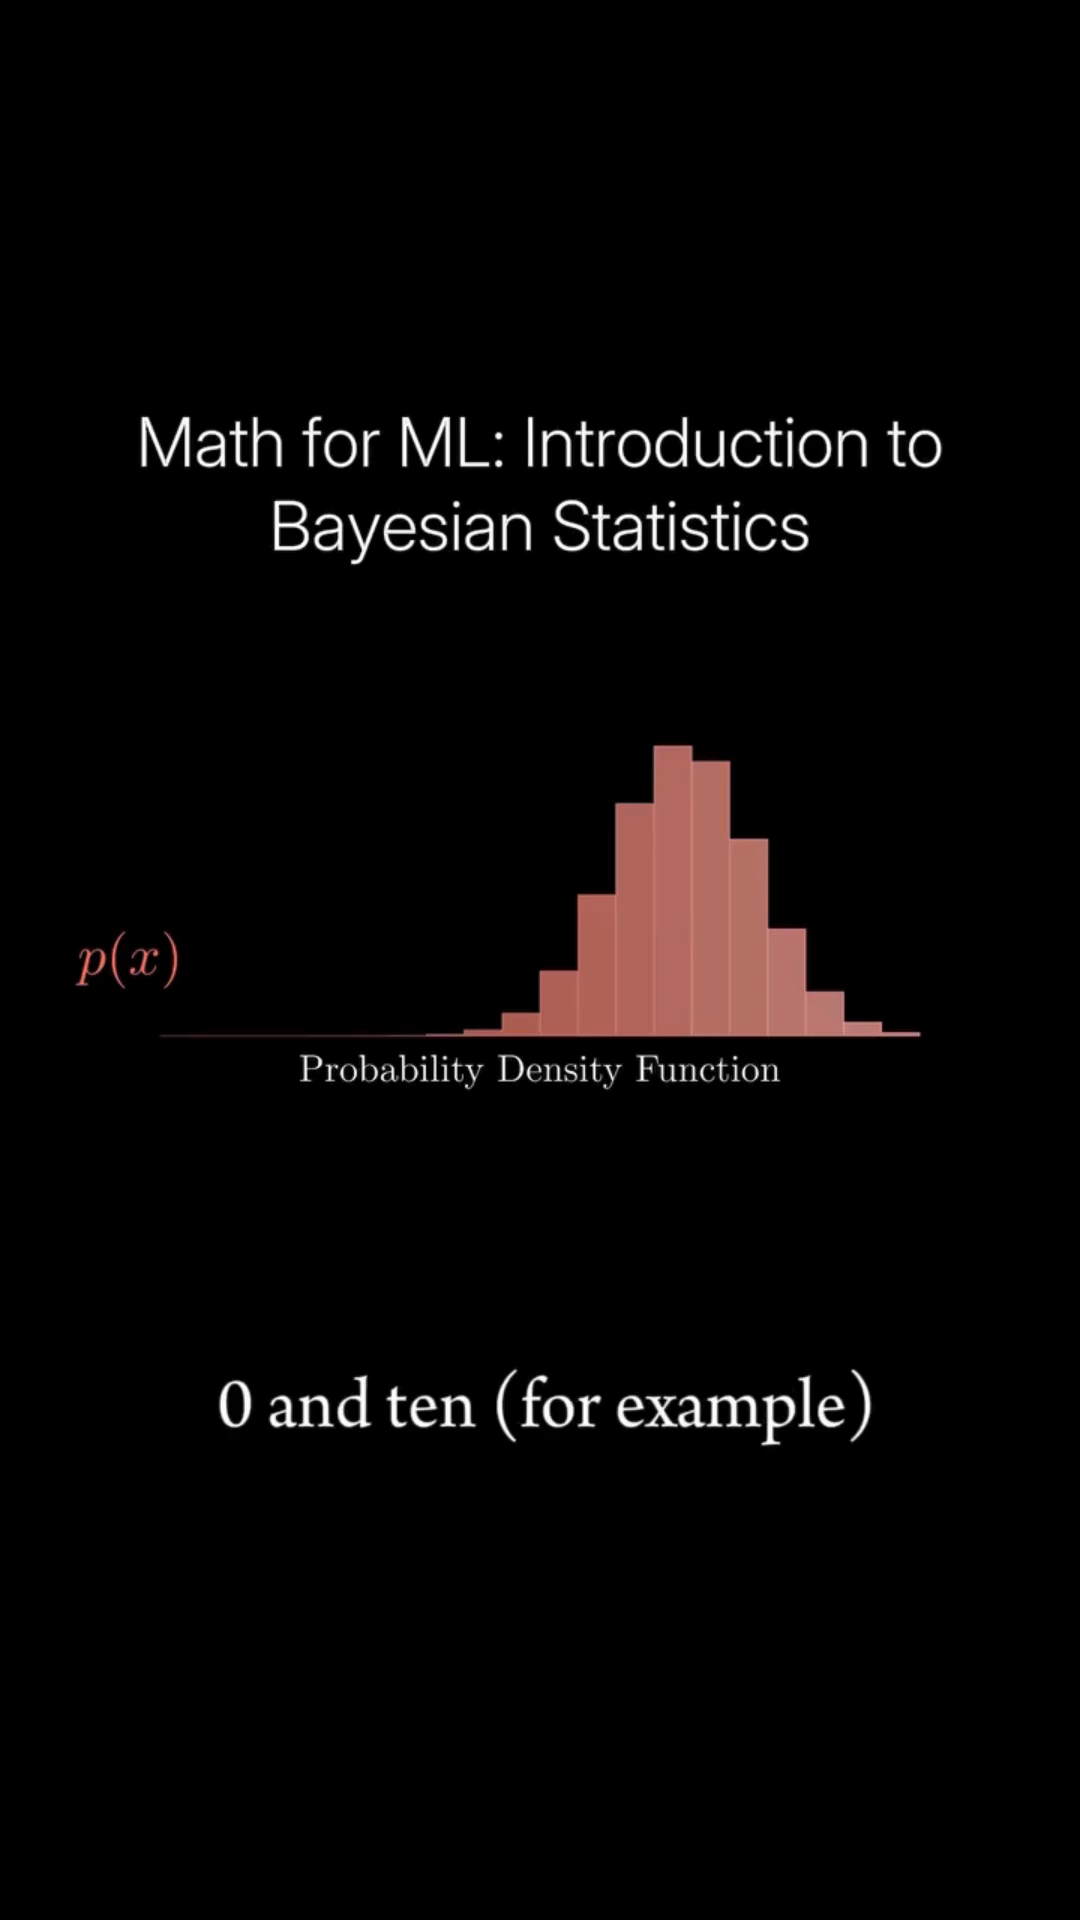 Math for ML: Introduction to
Bayesian Statistics
p(x)
Probability Density Function
0 and ten (for example)